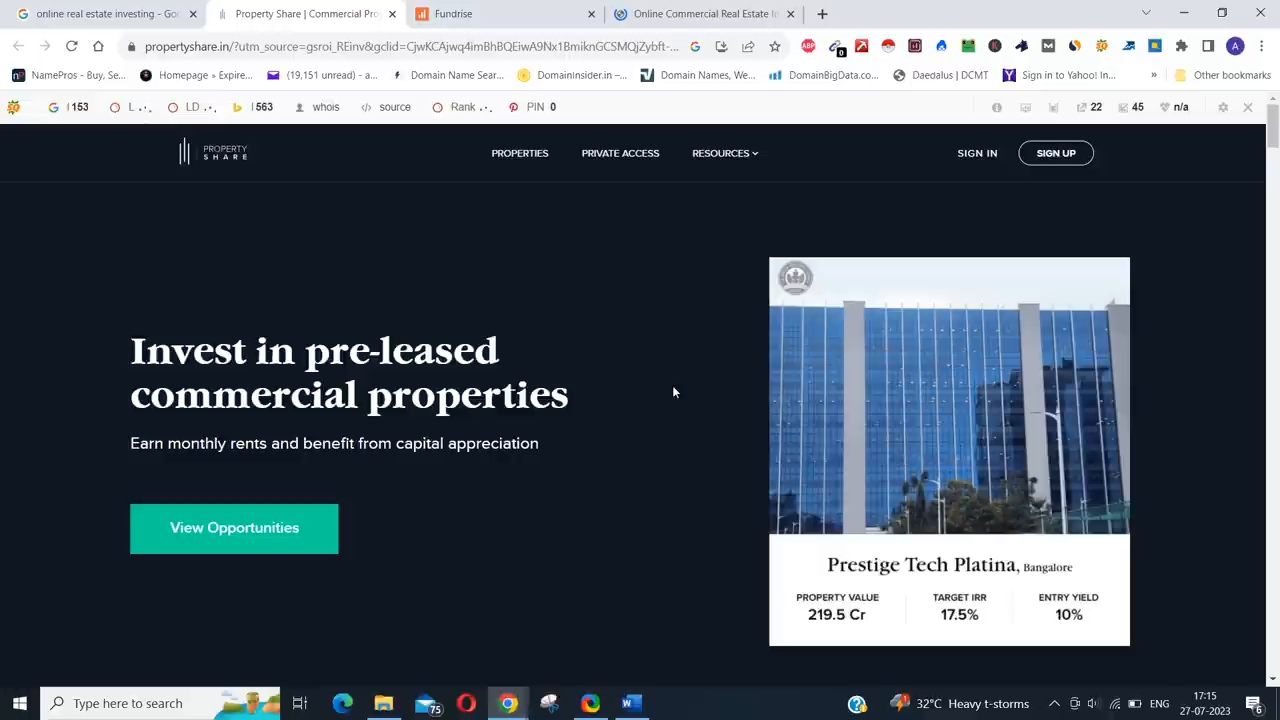 online real estate investing - Goo
Property Share | Commercial Pro
Fundrise
Online Commercial Real Estate In
propertyshare.in/?utm_source=gsroi_REinv&gclid=CjwKCAjwq4imBhBQEiwA9Nx1BmiknGCSMQjZybft-...
ABP
0
A
NamePros - Buy, Se...
Homepage » Expire...
(19,151 unread) - a...
Domain Name Sear...
DomainInsider.in –...
Domain Names, We...
DomainBigData.co...
Daedalus | DCMT
Sign in to Yahoo! In...
»
Other bookmarks
I 153
L ...
LD ...
I 563
whois
source
Rank ...
PIN 0
22
45
n/a
PROPERTY
SHARE
PROPERTIES
PRIVATE ACCESS
RESOURCES
SIGN IN
SIGN UP
Invest in pre-leased
commercial properties
Earn monthly rents and benefit from capital appreciation
View Opportunities
Prestige Tech Platina, Bangalore
PROPERTY VALUE
TARGET IRR
ENTRY YIELD
219.5 Cr
17.5%
10%
Type here to search
75
32°C Heavy t-storms
ENG
17:15
27-07-2023
6